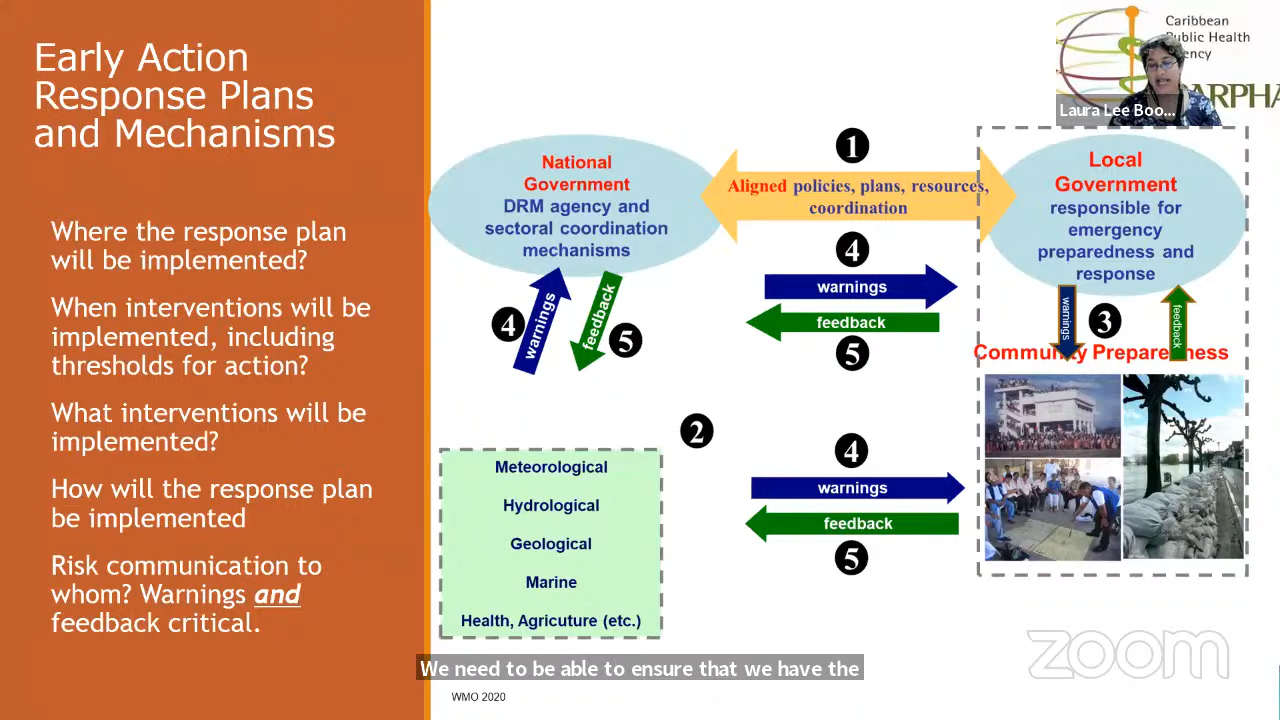 Early Action
Response Plans
and Mechanisms
Where the response plan
will be implemented?
When interventions will be
implemented, including
thresholds for action?
What interventions will be
implemented?
How will the response plan
be implemented
Risk communication to
whom? Warnings and
feedback critical.
Caribbean
Public Health
Agency
CARPHA
Laura Lee Boo...
National
Government
DRM agency and
sectoral coordination
mechanisms
1
Aligned policies, plans, resources,
coordination
Local
Government
responsible for
emergency
preparedness and
response
4
warnings
feedback
5
4
warnings
feedback
5
warnings
3
feedback
Community Preparedness
2
Meteorological
Hydrological
Geological
Marine
Health, Agricuture (etc.)
4
warnings
feedback
5
zoom
We need to be able to ensure that we have the
WMO 2020